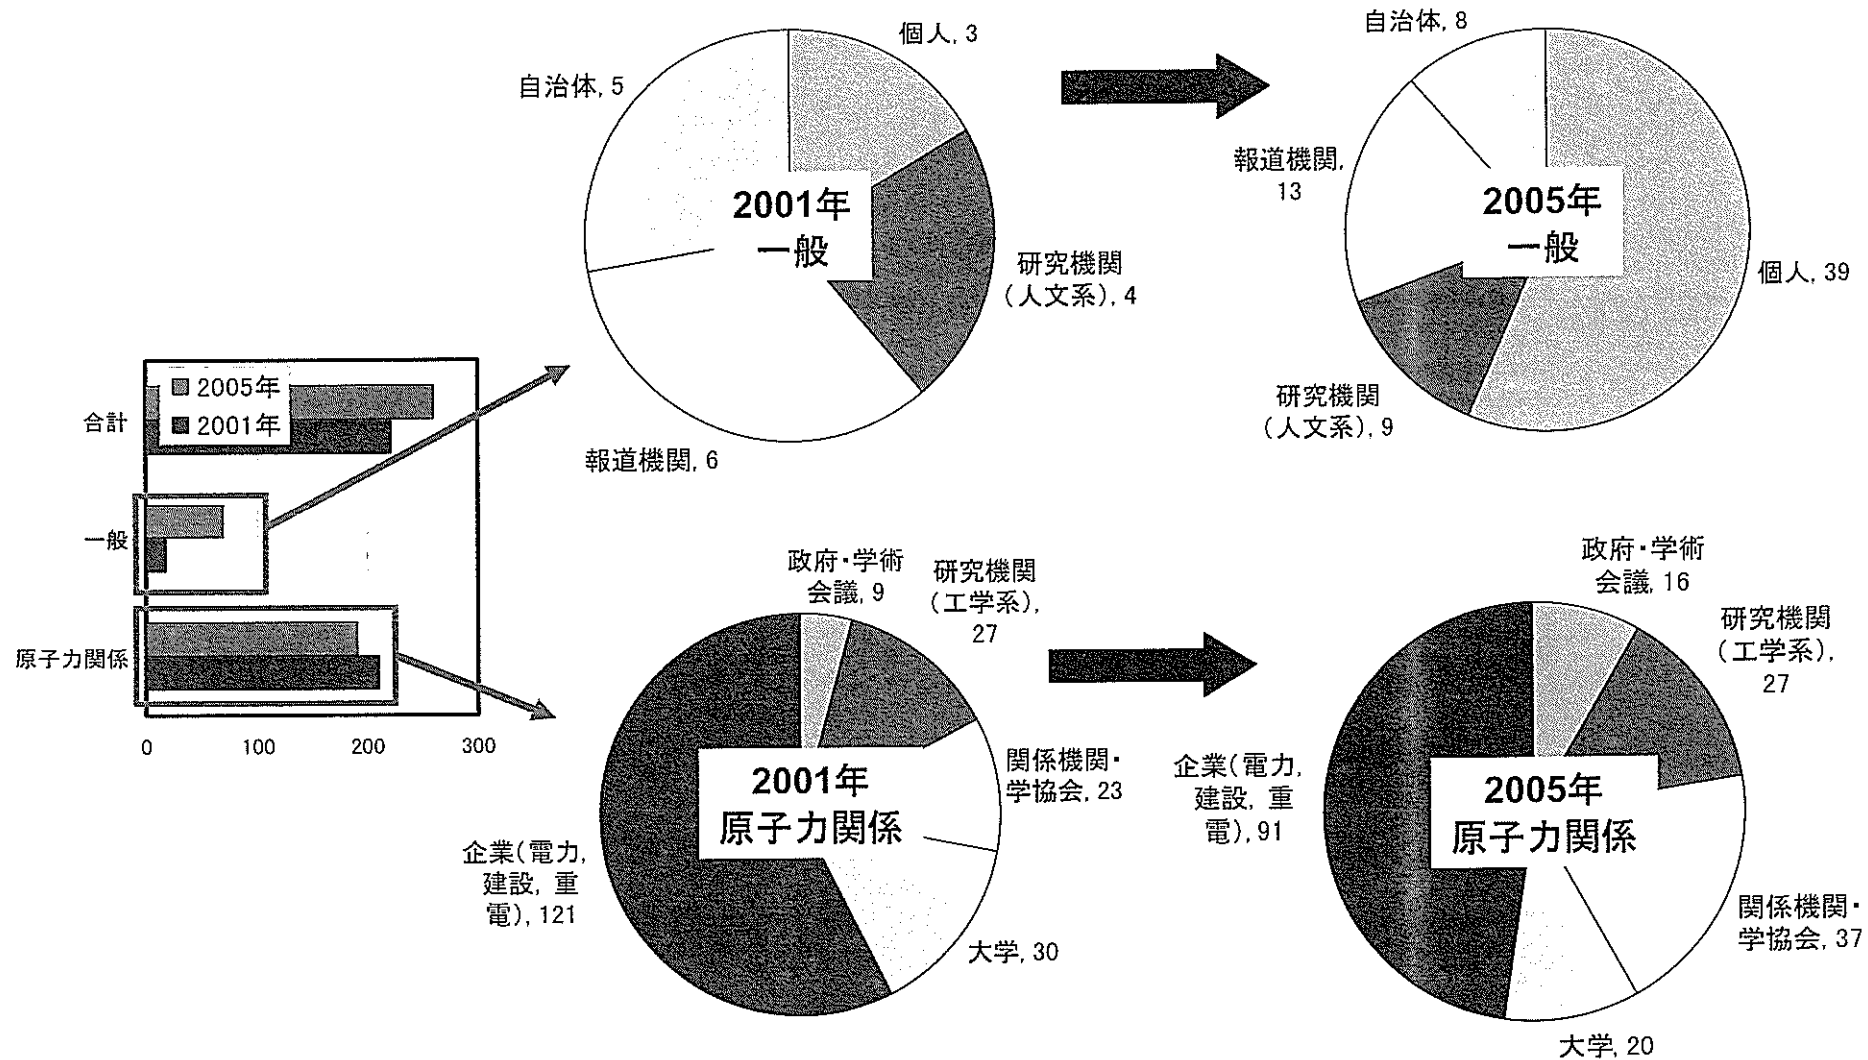 個人, 3
自治体, 5
2001年
一般
研究機関
(人文系), 4
報道機関, 6
自治体, 8
報道機関,
13
2005年
一般
個人, 39
研究機関
(人文系), 9
2005年
2001年
合計
一般
原子力関係
0
100
200
300
政府・学術
会議, 9
研究機関
(工学系),
27
2001年
原子力関係
関係機関・
学協会, 23
企業(電力,
建設, 重
電), 121
大学, 30
政府・学術
会議, 16
研究機関
(工学系),
27
企業(電力,
建設, 重
電), 91
2005年
原子力関係
関係機関・
学協会, 37
大学, 20